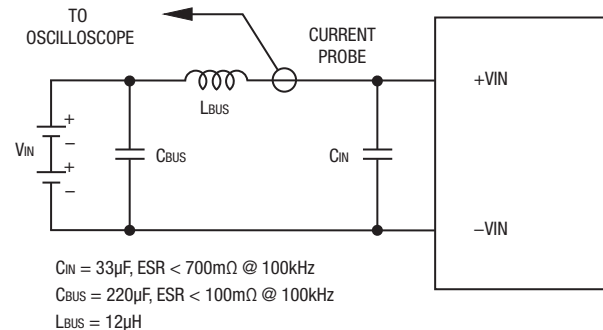 TO
OSCILLOSCOPE
CURRENT
PROBE
LBUS
+VIN
+
VIN
−
+
−
CBUS
CIN
−VIN
CIN = 33µF, ESR < 700mΩ @ 100kHz
CBUS = 220µF, ESR < 100mΩ @ 100kHz
LBUS = 12µH